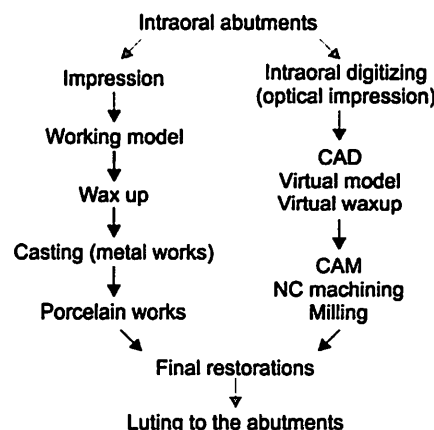 Intraoral abutments
Impression
Working model
Wax up
Casting (metal works)
Porcelain works
Intraoral digitizing
(optical impression)
CAD
Virtual model
Virtual waxup
CAM
NC machining
Milling
Final restorations
Luting to the abutments